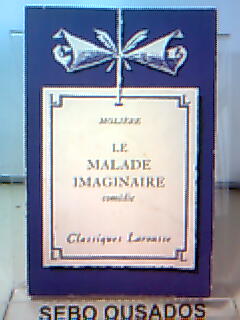 MOLIÈRE
LE
MALADE
IMAGINAIRE
comédie
Classiques Larousse
SEBO OUSADOS